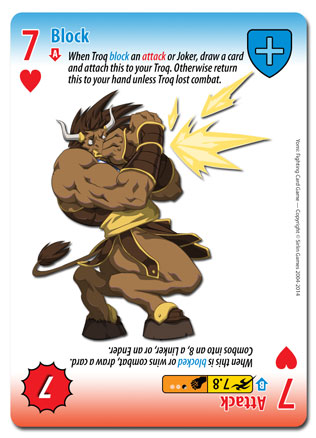 7
Block
A When Troq block an attack or Joker, draw a card
and attach this to your Troq. Otherwise return
this to your hand unless Troq lost combat.
Yomi Fighting Card Game — Copyright © Sirlin Games 2004-2014
7
Attack
B 7.8
When this is blocked or wins combat, draw a card.
Combos into an 8, a Linker, or an Ender.
7